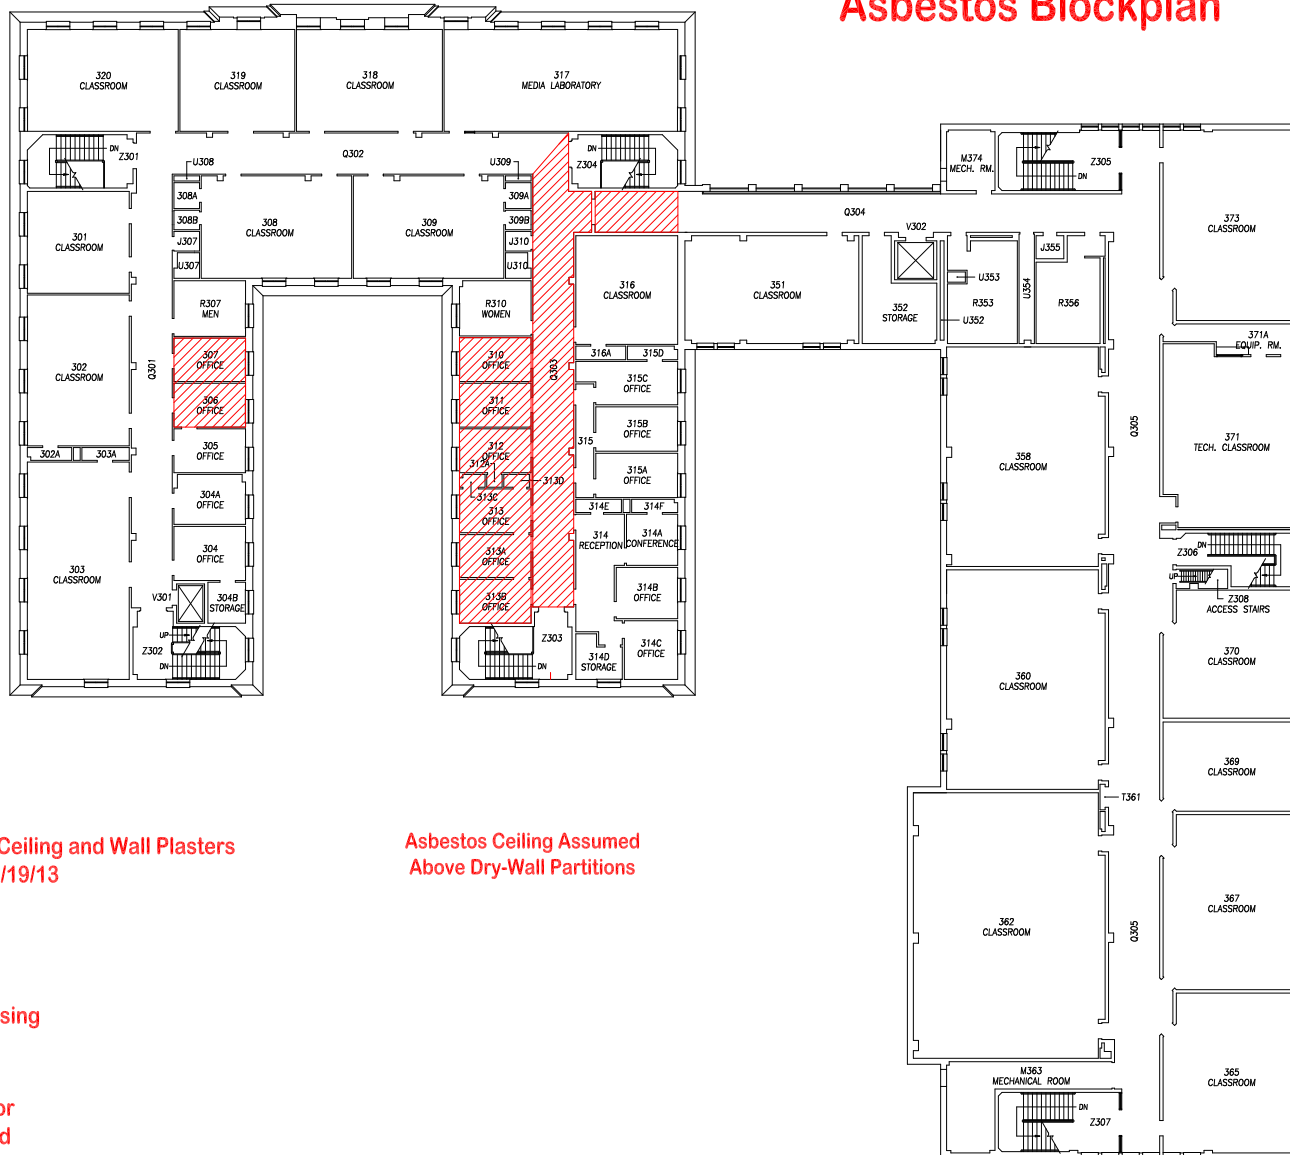 Asbestos Blockplan
320
CLASSROOM
319
CLASSROOM
318
CLASSROOM
317
MEDIA LABORATORY
DN
Z301
U308
Q302
U309
DN
Z304
M374
MECH. RM.
Z305
DN
308A
308B
J307
U307
308
CLASSROOM
309
CLASSROOM
309A
309B
J310
U310
301
CLASSROOM
Q304
V302
373
CLASSROOM
R307
MEN
R310
WOMEN
316
CLASSROOM
351
CLASSROOM
352
STORAGE
U353
R353
U352
U354
J355
R356
371A
EQUIP. RM.
302
CLASSROOM
Q301
307
OFFICE
306
OFFICE
310
OFFICE
311
OFFICE
Q303
316A
315D
315C
OFFICE
315B
OFFICE
315
315A
OFFICE
302A
303A
305
OFFICE
312
OFFICE
312A
313C
313D
313
OFFICE
304A
OFFICE
304
OFFICE
303
CLASSROOM
313A
OFFICE
313B
OFFICE
314E
314F
314
RECEPTION
314A
CONFERENCE
314B
OFFICE
314C
OFFICE
314D
STORAGE
V301
304B
STORAGE
UP
Z302
DN
Z303
DN
358
CLASSROOM
Q305
371
TECH. CLASSROOM
DN
Z306
UP
Z308
ACCESS STAIRS
360
CLASSROOM
370
CLASSROOM
369
CLASSROOM
T361
Ceiling and Wall Plasters
/19/13
Asbestos Ceiling Assumed
Above Dry-Wall Partitions
362
CLASSROOM
Q305
367
CLASSROOM
sing
M363
MECHANICAL ROOM
365
CLASSROOM
or
d
DN
Z307